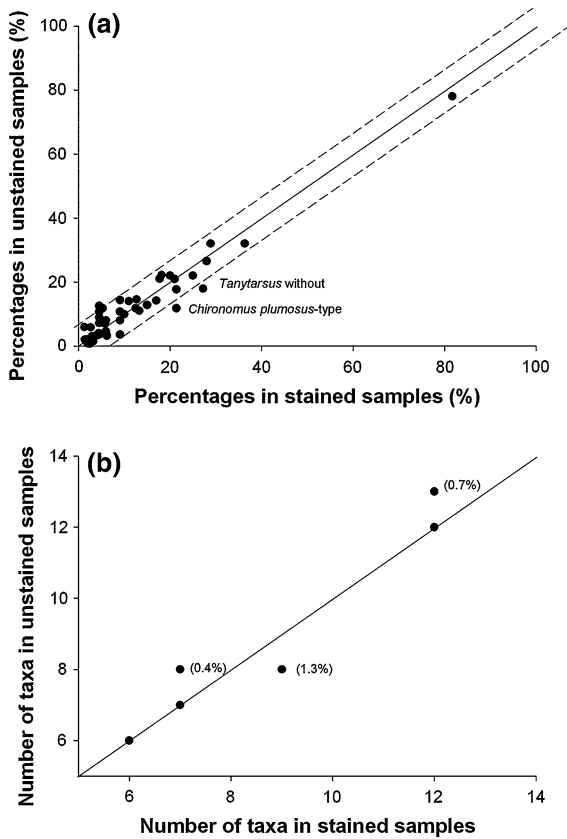 (a)
Percentages in unstained samples (%)
100
80
60
40
20
0
Tanytarsus without
Chironomus plumosus-type
0 20 40 60 80 100
Percentages in stained samples (%)
(b)
Number of taxa in unstained samples
14
12
10
8
6
(0.7%)
(0.4%)
(1.3%)
6 8 10 12 14
Number of taxa in stained samples